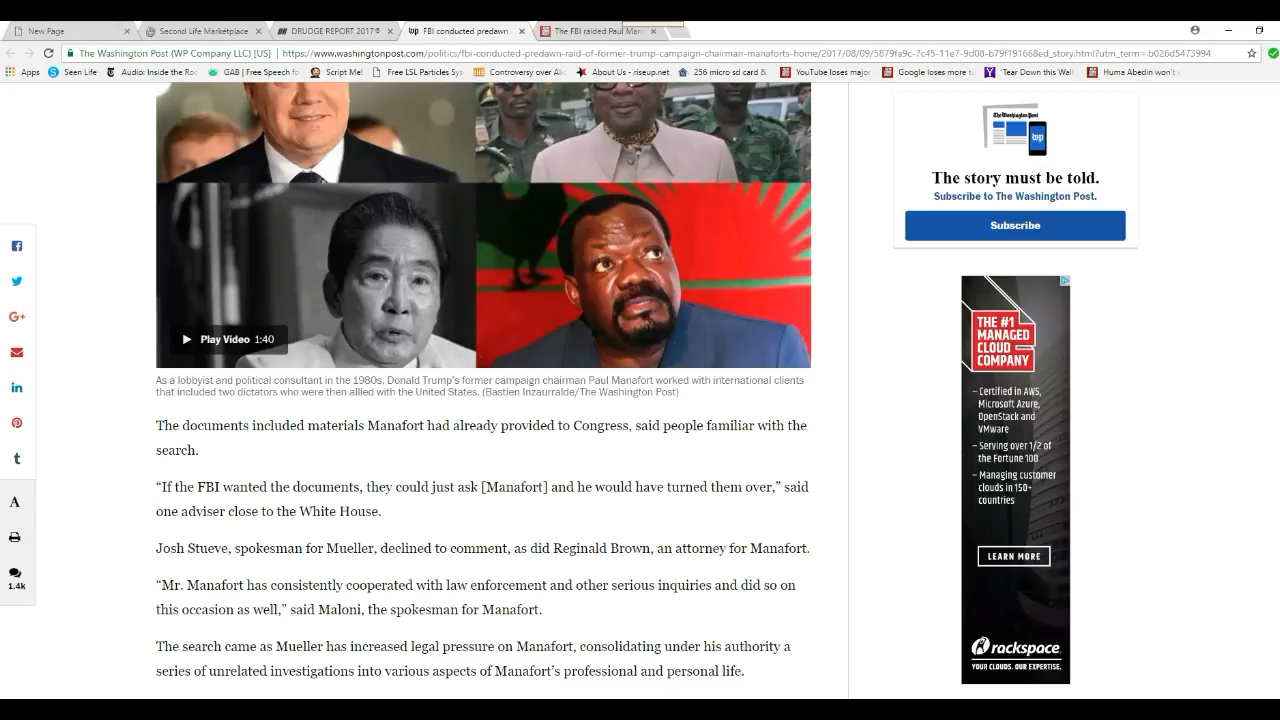 New Page
Second Life Marketplace
DRUDGE REPORT 2017®
FBI conducted predawn
The FBI raided Paul Man
The Washington Post (WP Company LLC) [US]
https://www.washingtonpost.com/politics/fbi-conducted-predawn-raid-of-former-trump-campaign-chairman-manaforts-home/2017/08/09/5879fa9c-7c45-11e7-9d08-b79f191668ed_story.html?utm_term=.b026d5473994
Apps
Seen Life
Audio: Inside the Ro
GAB | Free Speech fo
Script Me!
Free LSL Particles Sys
Controversy over Ali
About Us - riseup.net
256 micro sd card &
YouTube loses major
Google loses more t
Tear Down this Wall
Huma Abedin won't
Play Video 1:40
As a lobbyist and political consultant in the 1980s, Donald Trump's former campaign chairman Paul Manafort worked with international clients
that included two dictators who were then allied with the United States. (Bastien Inzaurralde/The Washington Post)
The documents included materials Manafort had already provided to Congress, said people familiar with the
search.
“If the FBI wanted the documents, they could just ask [Manafort] and he would have turned them over,” said
one adviser close to the White House.
Josh Stueve, spokesman for Mueller, declined to comment, as did Reginald Brown, an attorney for Manafort.
“Mr. Manafort has consistently cooperated with law enforcement and other serious inquiries and did so on
this occasion as well,” said Maloni, the spokesman for Manafort.
The search came as Mueller has increased legal pressure on Manafort, consolidating under his authority a
series of unrelated investigations into various aspects of Manafort’s professional and personal life.
A
1.4k
The Washington Post
wp
The story must be told.
Subscribe to The Washington Post.
Subscribe
THE #1
MANAGED
CLOUD
COMPANY
– CERTIFIED IN AWS,
MICROSOFT AZURE,
OPENSTACK AND
VMWARE
– SERVING OVER 1/2 OF
THE FORTUNE 100
– MANAGING CUSTOMER
CLOUDS IN 150+
COUNTRIES
LEARN MORE
rackspace.
YOUR CLOUDS. OUR EXPERTISE.